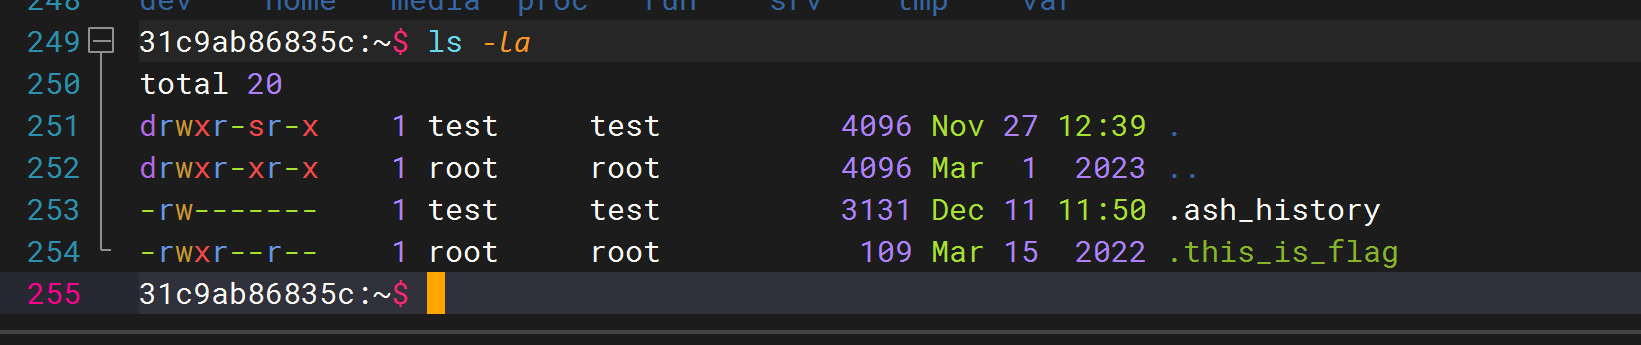 248 dev home media proc run srv tmp var
249 31c9ab86835c:~$ ls -la
250 total 20
251 drwxr-sr-x 1 test test 4096 Nov 27 12:39 .
252 drwxr-xr-x 1 root root 4096 Mar 1 2023 ..
253 -rw------- 1 test test 3131 Dec 11 11:50 .ash_history
254 -rwxr--r-- 1 root root 109 Mar 15 2022 .this_is_flag
255 31c9ab86835c:~$